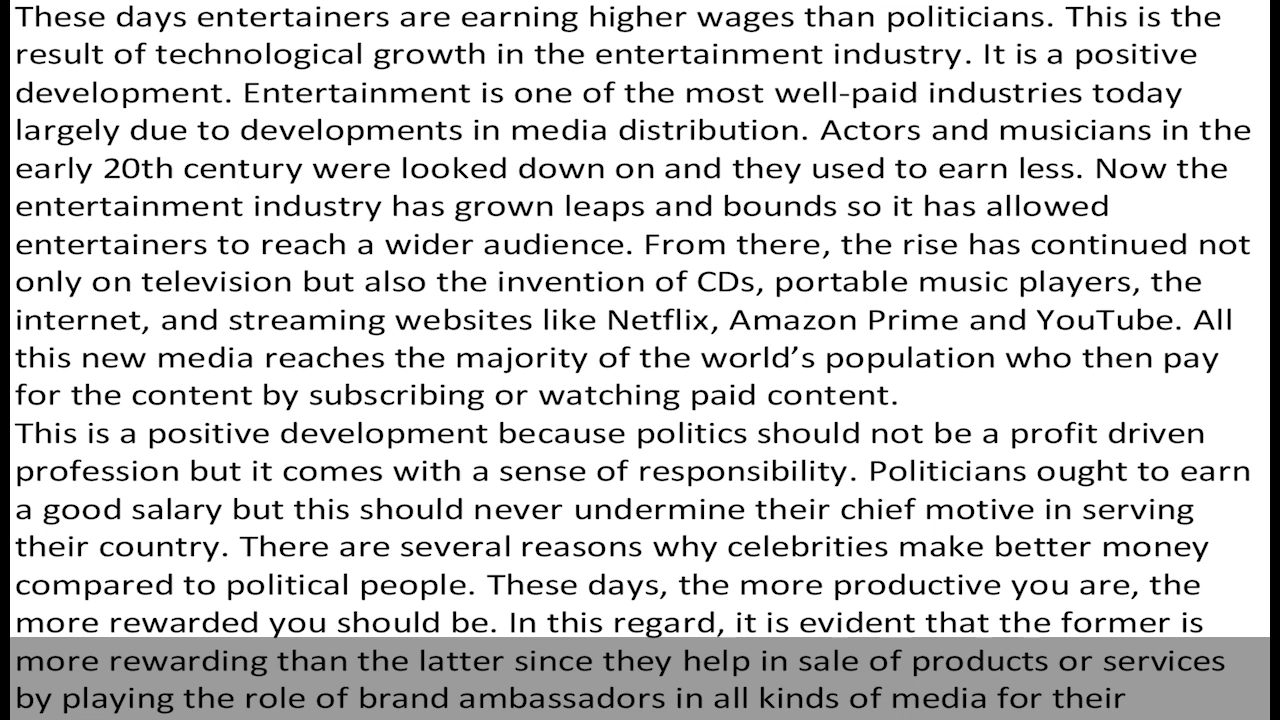 These days entertainers are earning higher wages than politicians. This is the
result of technological growth in the entertainment industry. It is a positive
development. Entertainment is one of the most well-paid industries today
largely due to developments in media distribution. Actors and musicians in the
early 20th century were looked down on and they used to earn less. Now the
entertainment industry has grown leaps and bounds so it has allowed
entertainers to reach a wider audience. From there, the rise has continued not
only on television but also the invention of CDs, portable music players, the
internet, and streaming websites like Netflix, Amazon Prime and YouTube. All
this new media reaches the majority of the world’s population who then pay
for the content by subscribing or watching paid content.
This is a positive development because politics should not be a profit driven
profession but it comes with a sense of responsibility. Politicians ought to earn
a good salary but this should never undermine their chief motive in serving
their country. There are several reasons why celebrities make better money
compared to political people. These days, the more productive you are, the
more rewarded you should be. In this regard, it is evident that the former is
more rewarding than the latter since they help in sale of products or services
by playing the role of brand ambassadors in all kinds of media for their